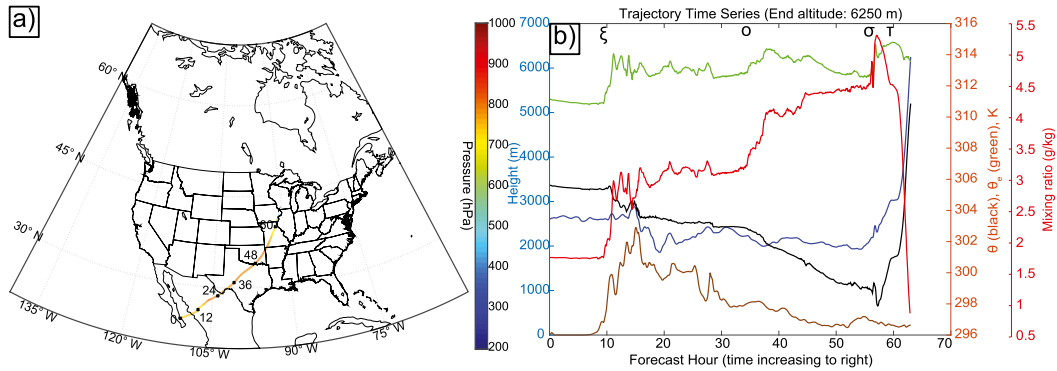 a)
60° N
45° N
30° N
135° W
120° W
105° W
90° W
75° W
0
12
24
36
48
60
1000
900
800
700
600
500
400
300
200
Pressure (hPa)
Trajectory Time Series (End altitude: 6250 m)
b)
ξ
o
σ
τ
7000
6000
5000
4000
3000
2000
1000
0
Height (m)
0
10
20
30
40
50
60
70
Forecast Hour (time increasing to right)
316
314
312
310
308
306
304
302
300
298
296
θ (black), θe (green), K
5.5
5
4.5
4
3.5
3
2.5
2
1.5
1
0.5
Mixing ratio (g/kg)